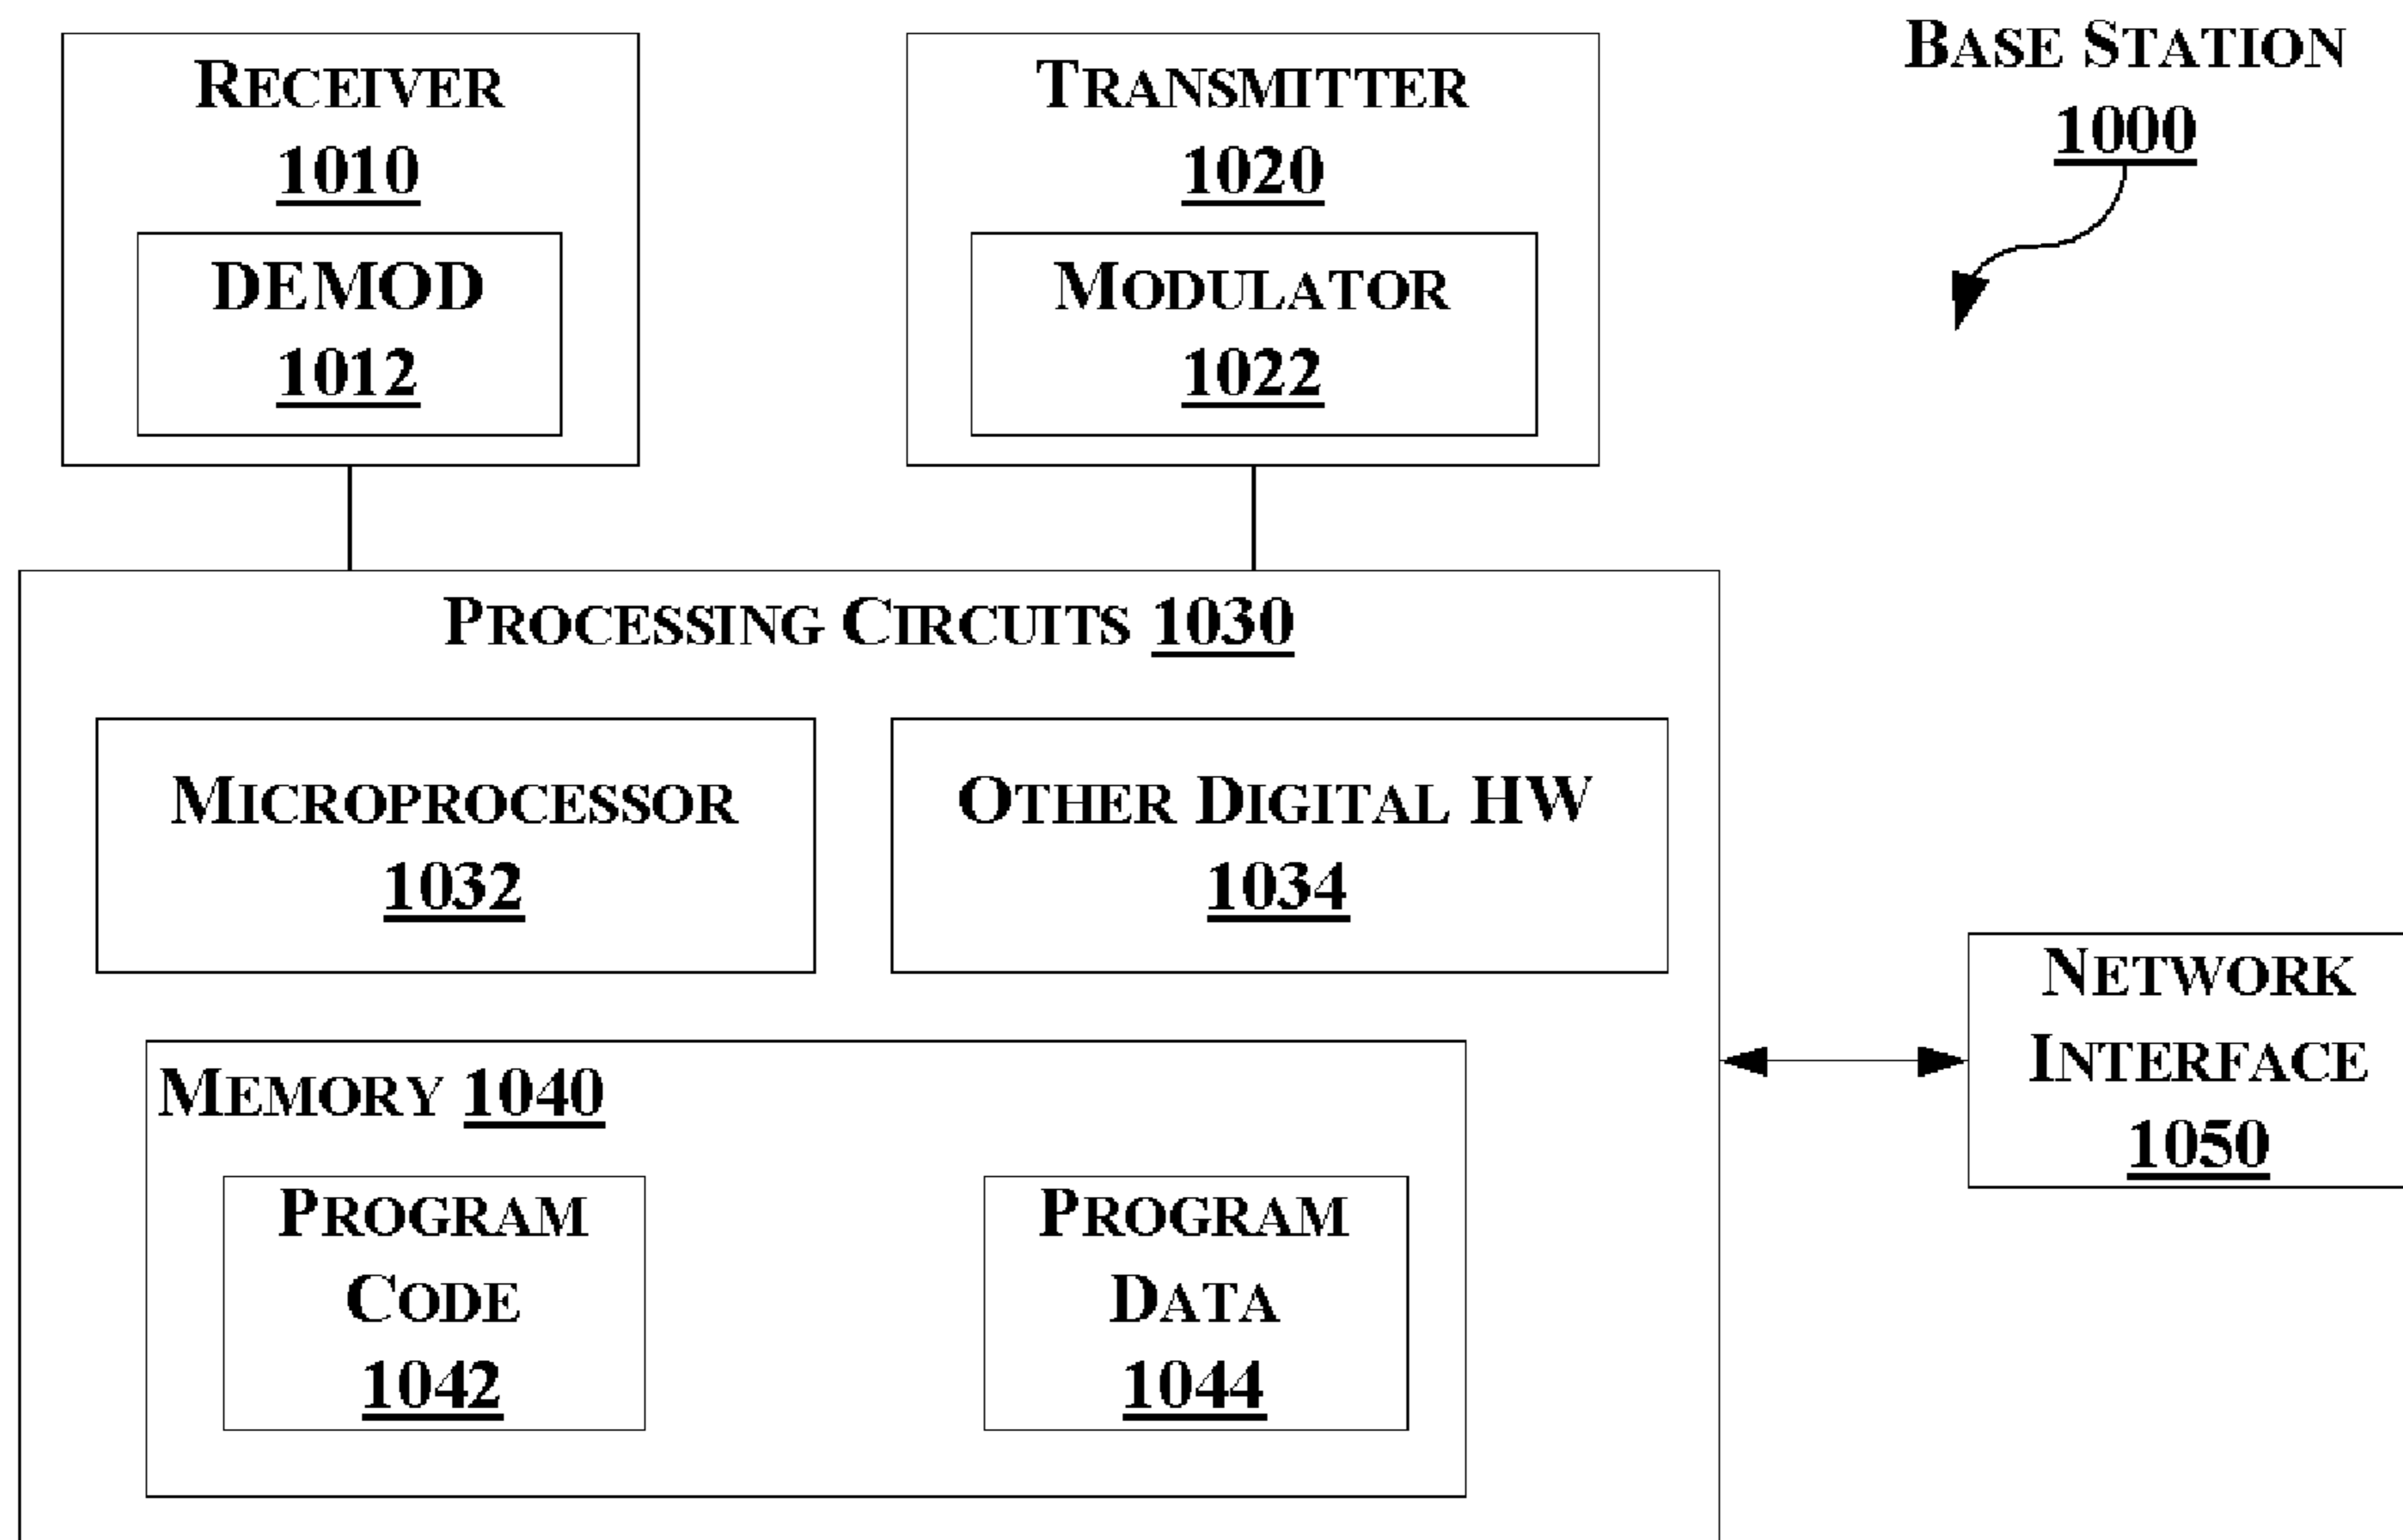 RECEIVER
1010
DEMOD
1012
TRANSMITTER
1020
MODULATOR
1022
BASE STATION
1000
PROCESSING CIRCUITS 1030
MICROPROCESSOR
1032
OTHER DIGITAL HW
1034
MEMORY 1040
PROGRAM
CODE
1042
PROGRAM
DATA
1044
NETWORK
INTERFACE
1050